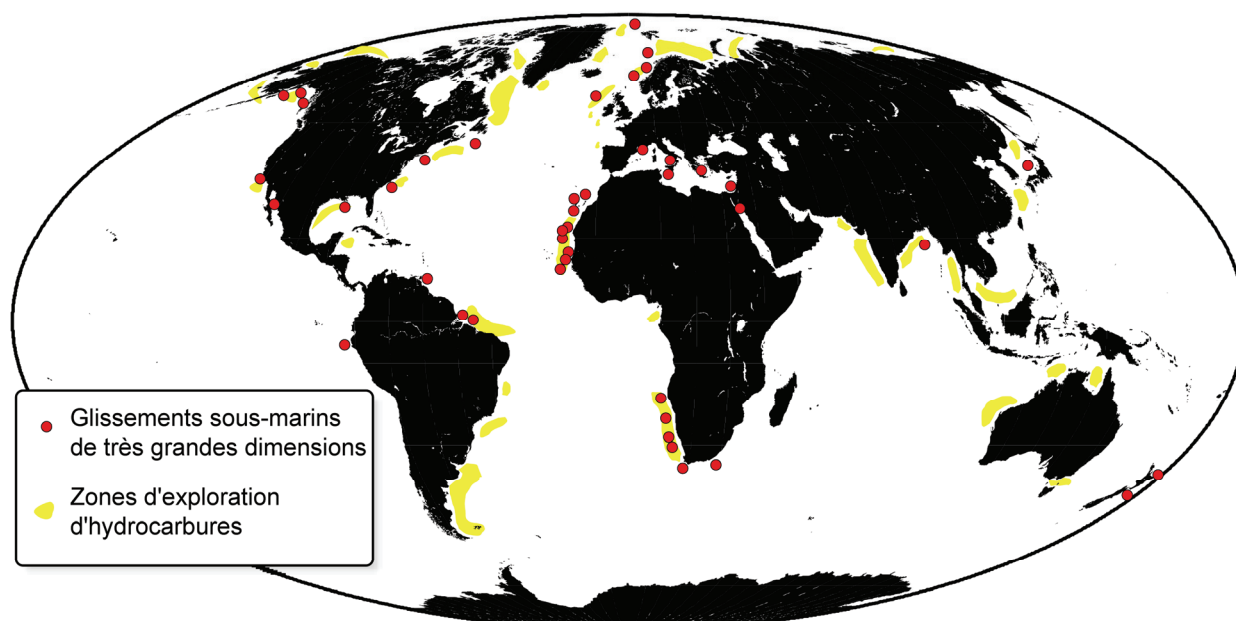 Glissements sous-marins
de très grandes dimensions
Zones d'exploration
d'hydrocarbures